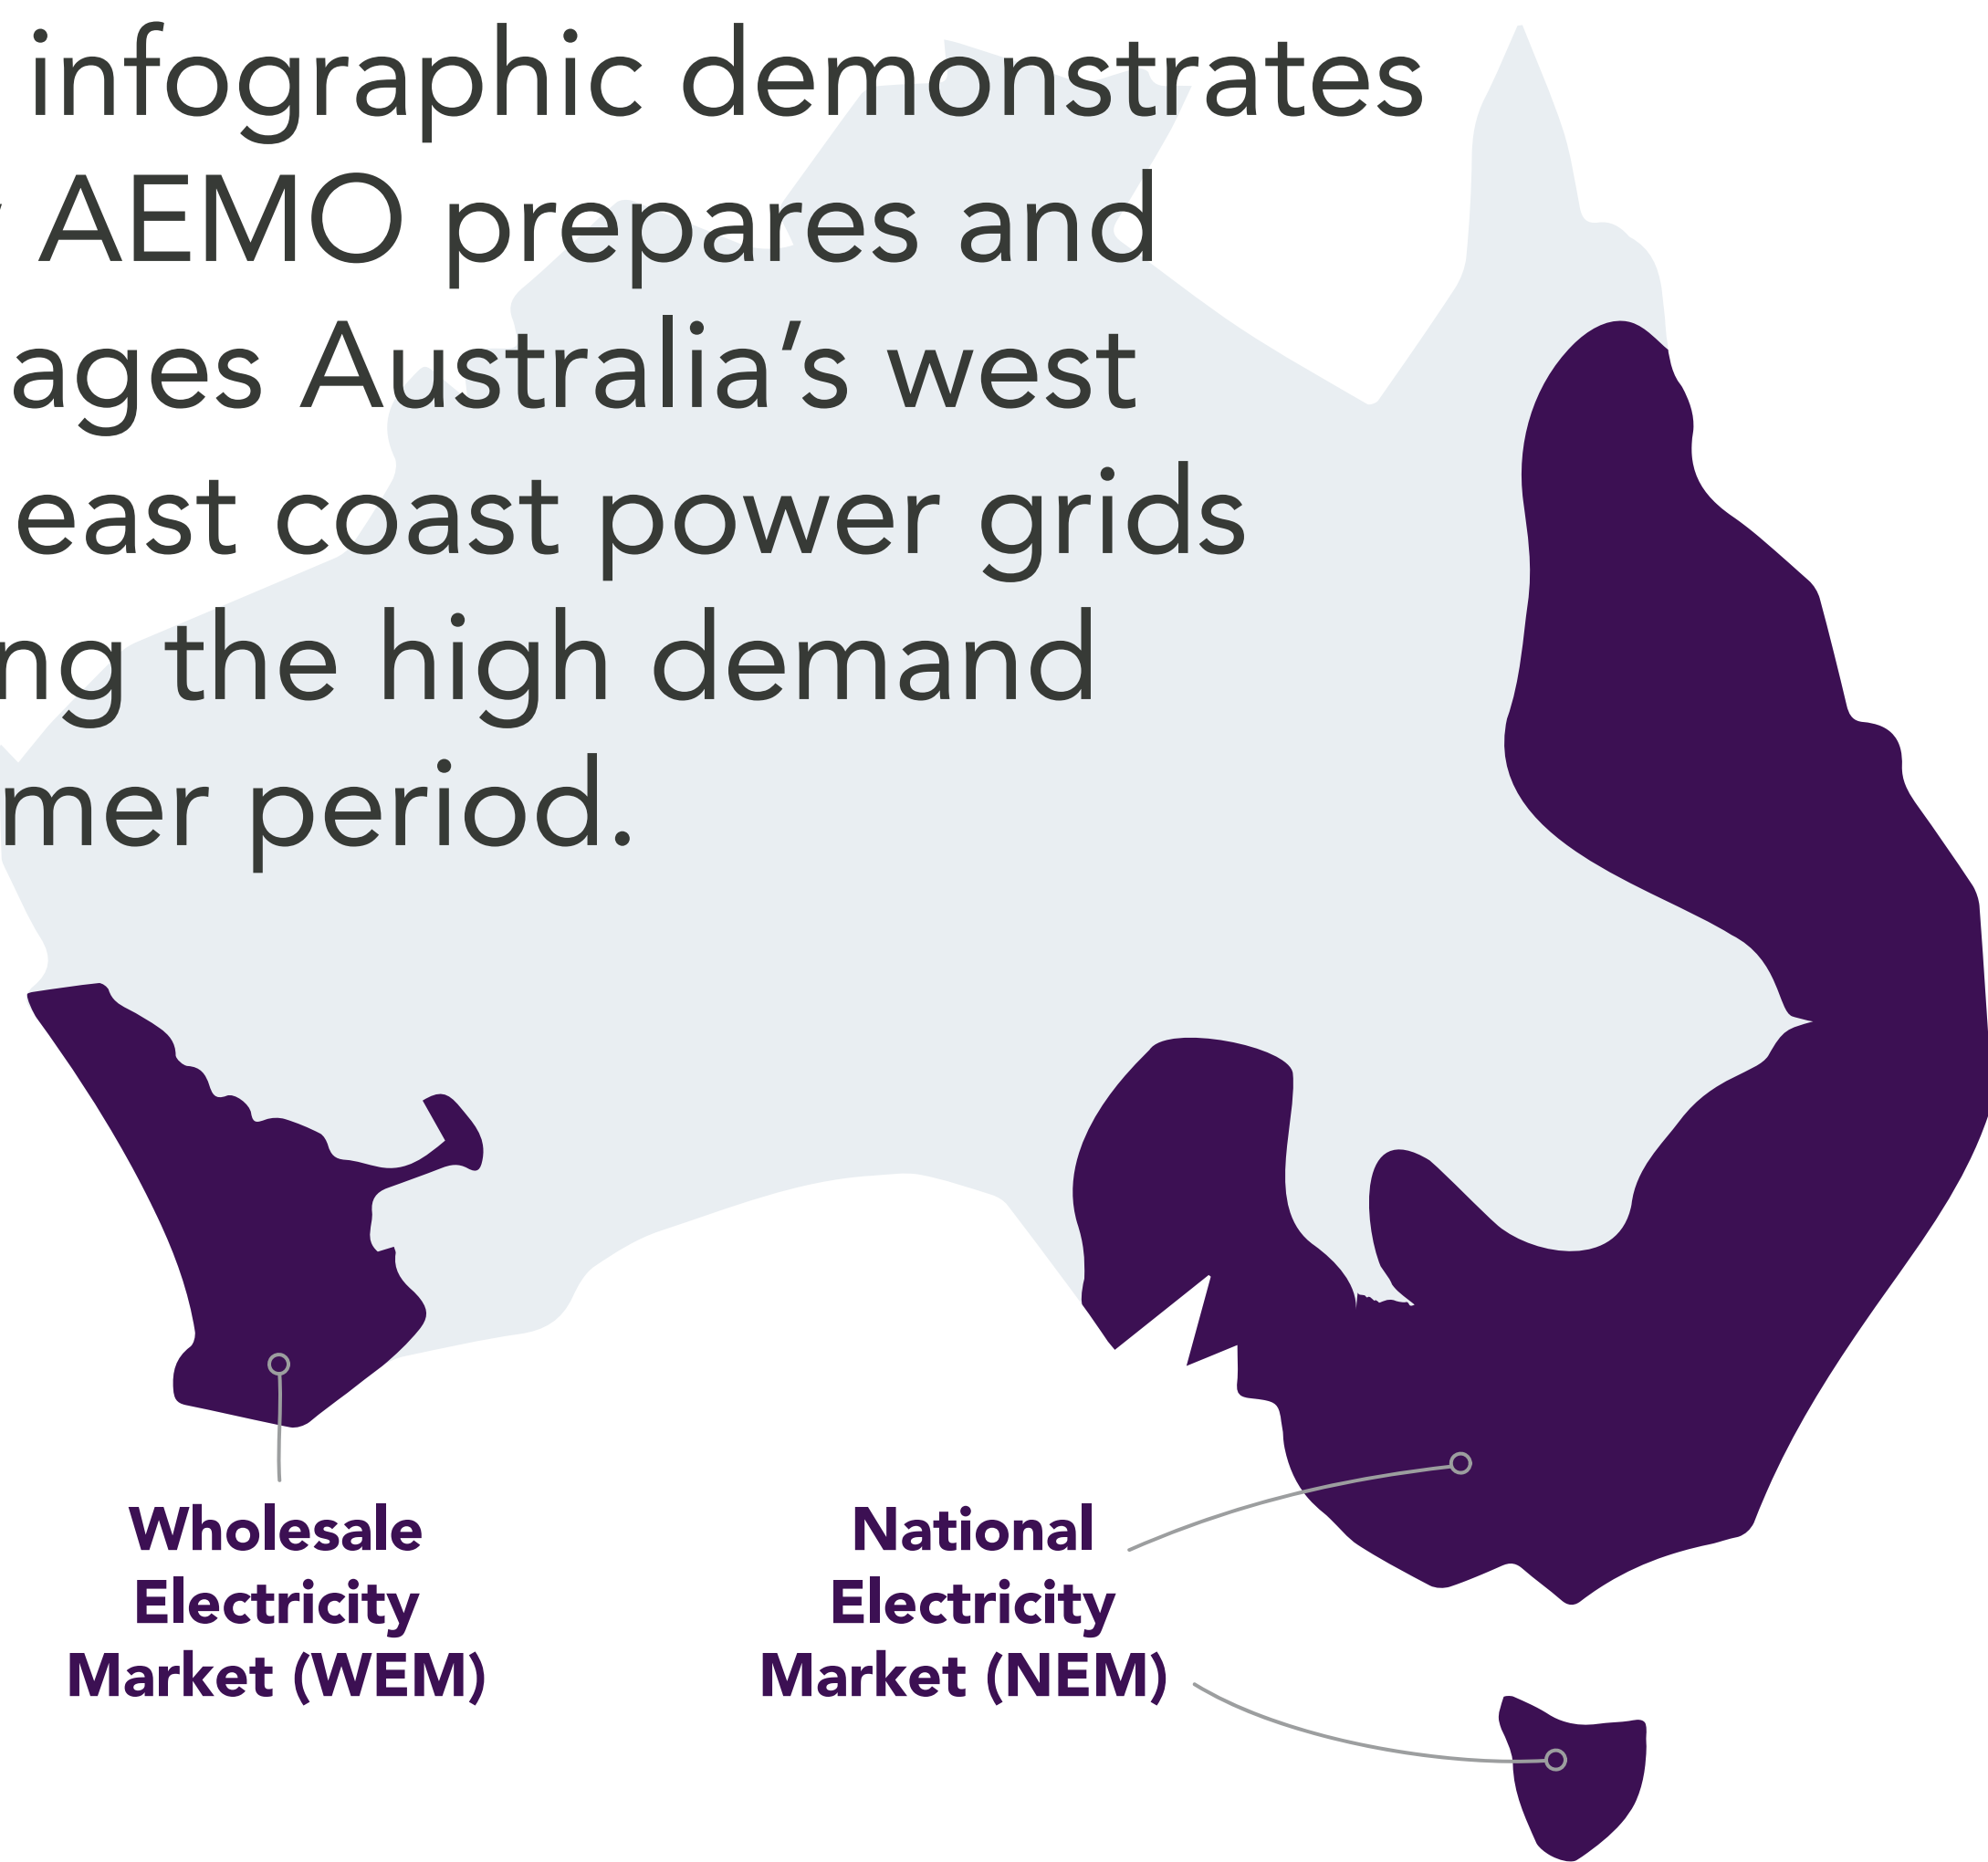 infographic demonstrates
AEMO prepares and
ages Australia’s west
east coast power grids
ng the high demand
mer period.
Wholesale
Electricity
Market (WEM)
National
Electricity
Market (NEM)